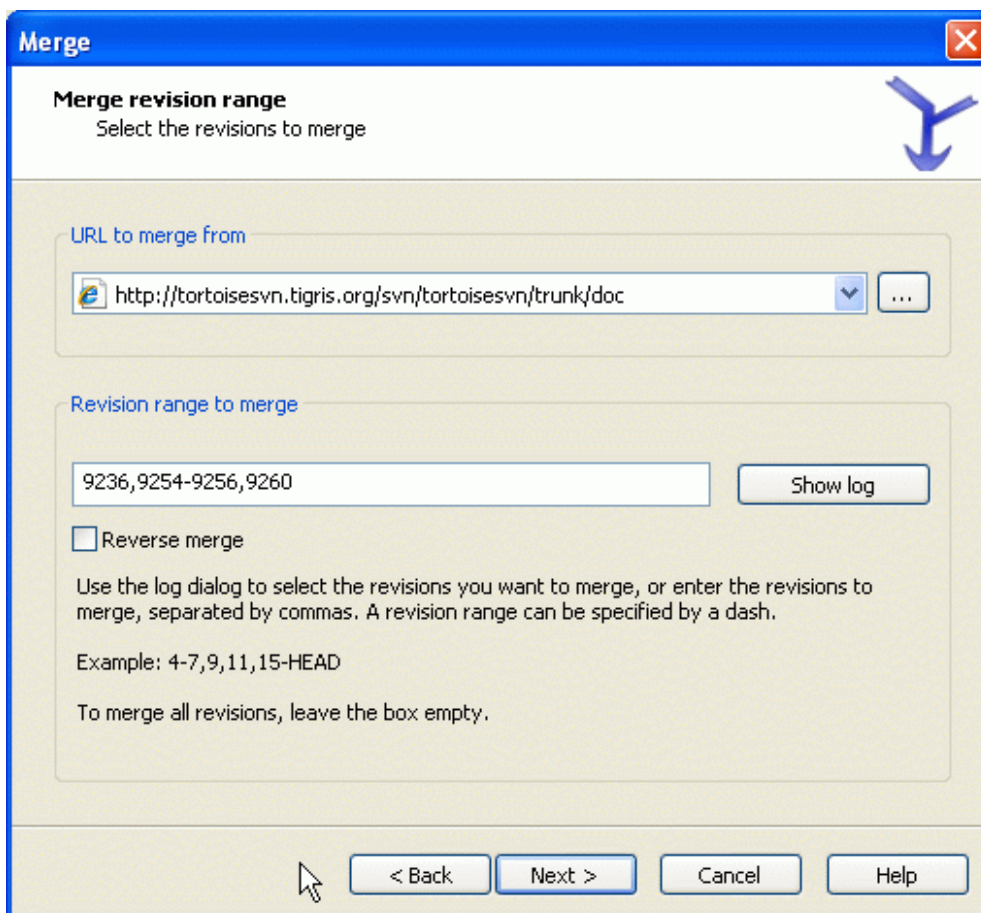 Merge
Merge revision range
Select the revisions to merge
URL to merge from
http://tortoisesvn.tigris.org/svn/tortoisesvn/trunk/doc
...
Revision range to merge
9236,9254-9256,9260
Show log
Reverse merge
Use the log dialog to select the revisions you want to merge, or enter the revisions to
merge, separated by commas. A revision range can be specified by a dash.
Example: 4-7,9,11,15-HEAD
To merge all revisions, leave the box empty.
< Back
Next >
Cancel
Help